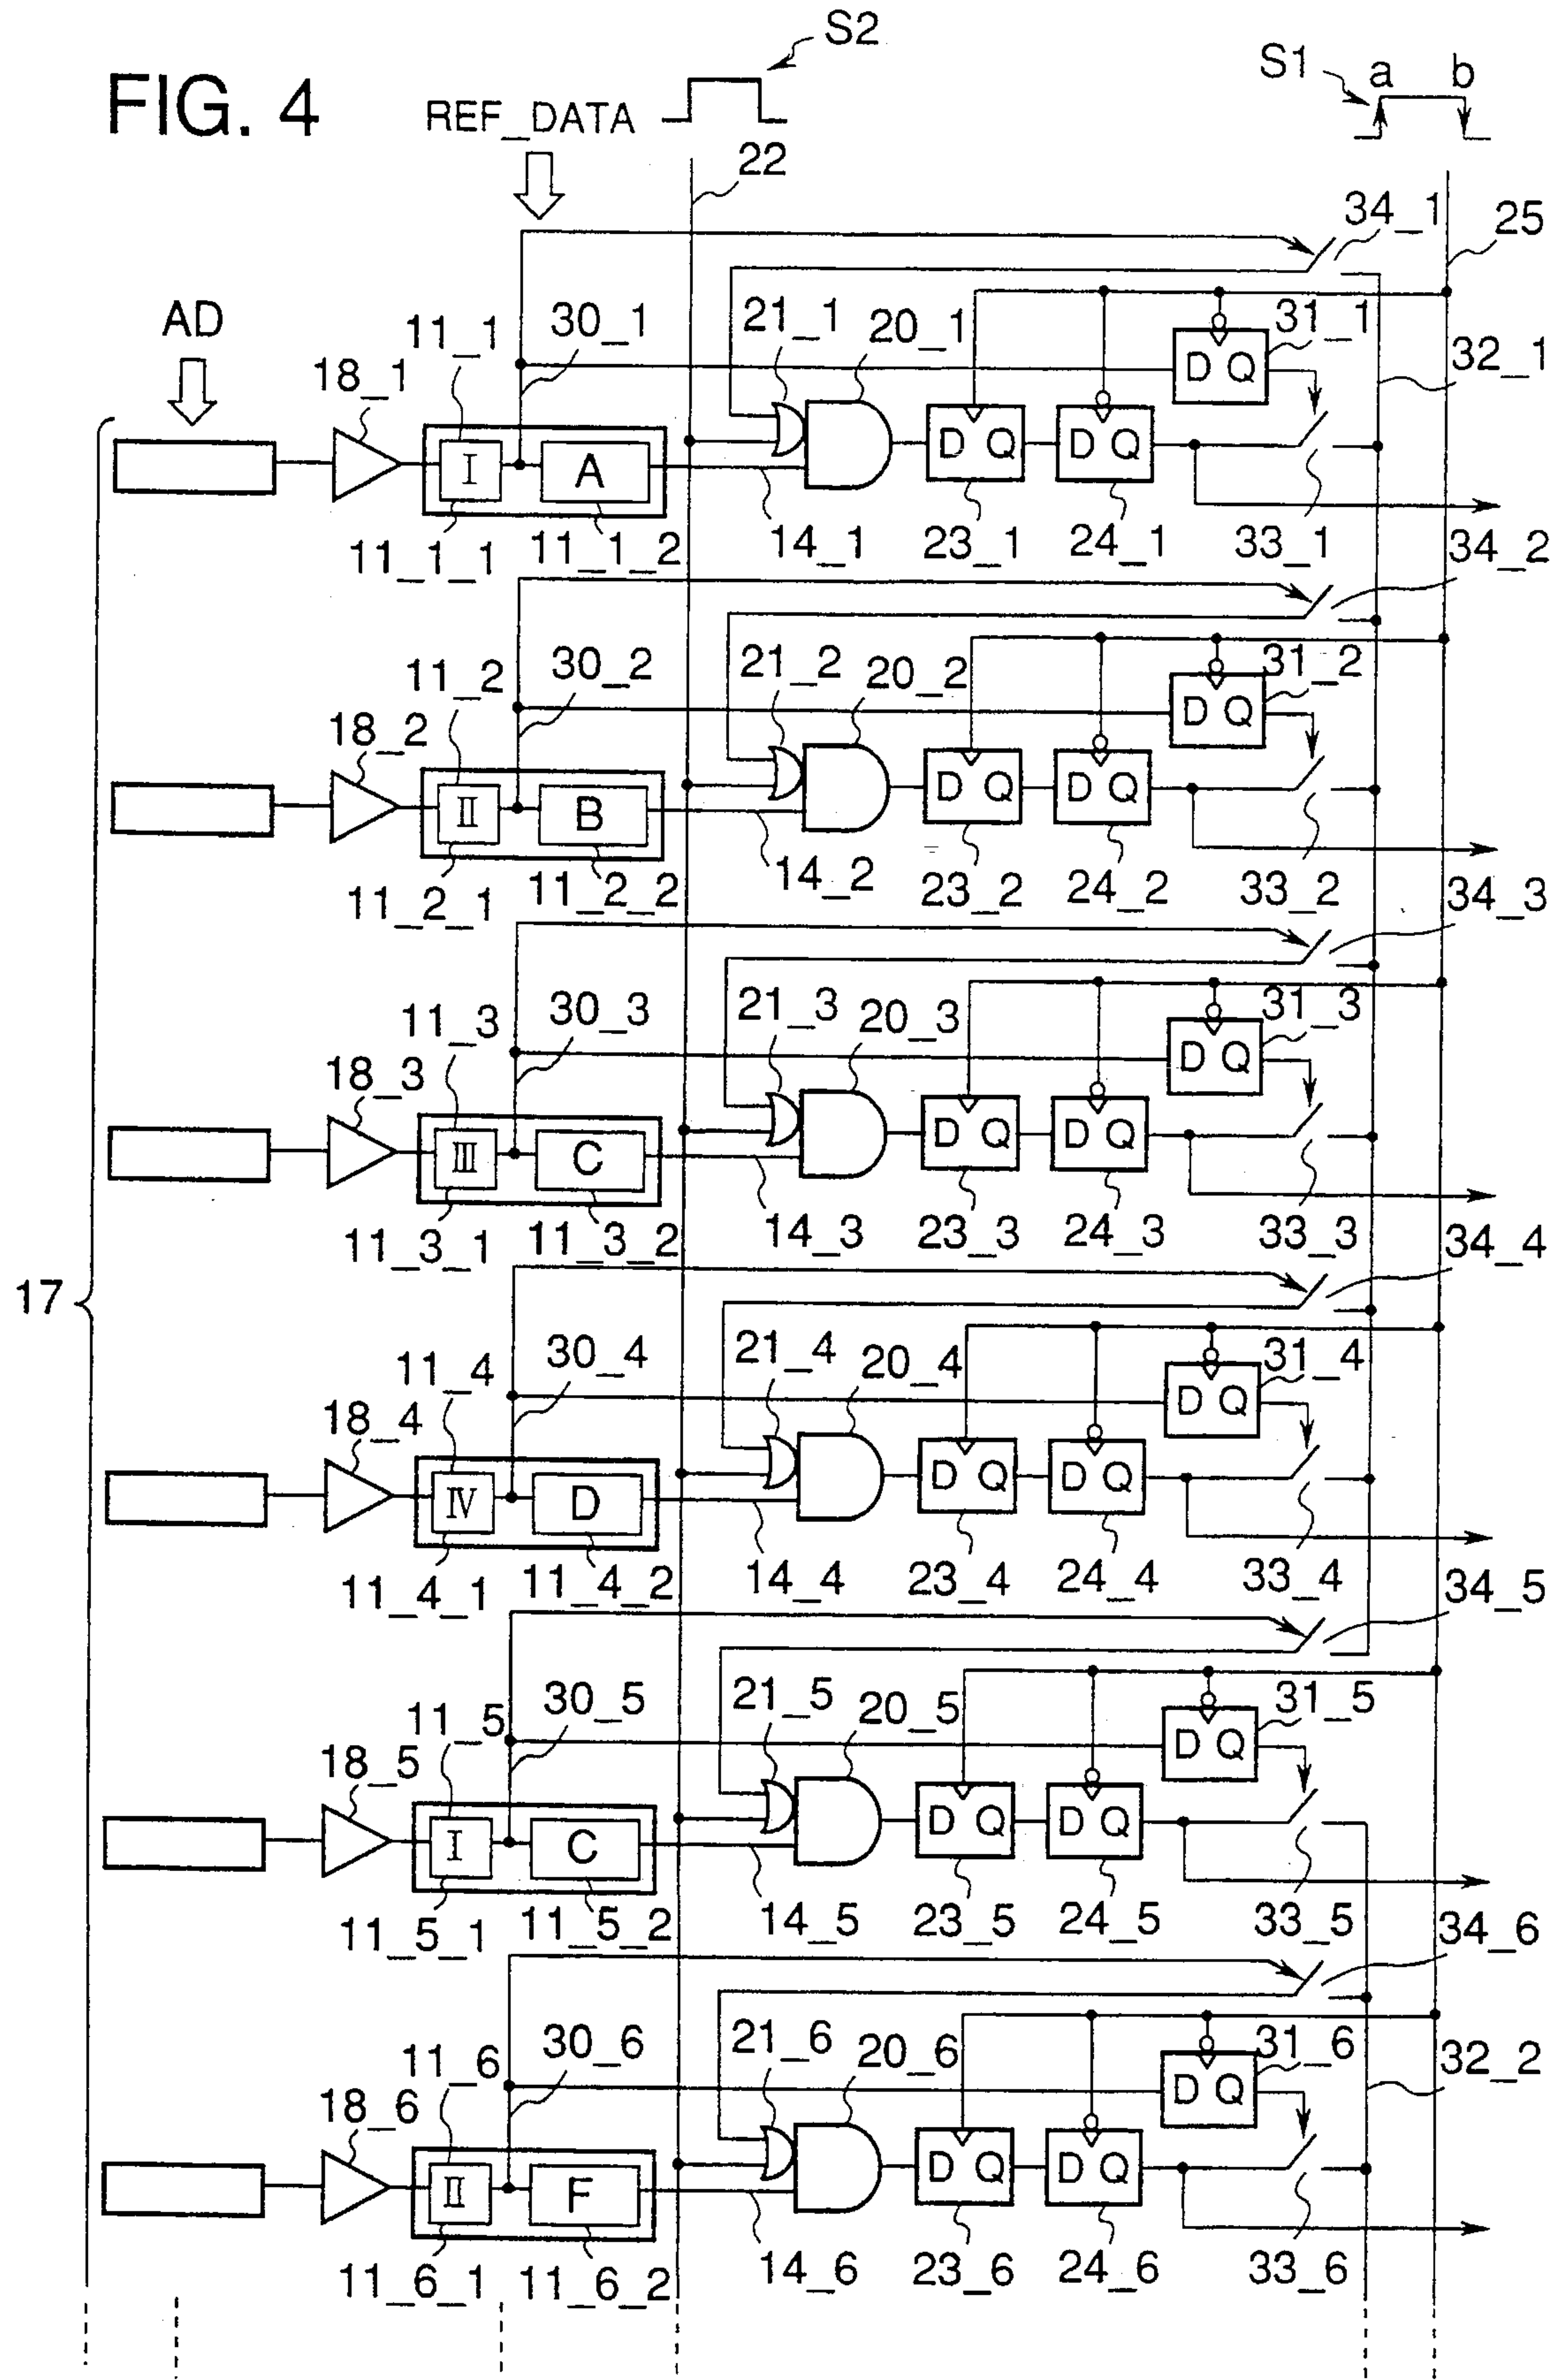 FIG. 4
REF_DATA
S2
S1
a
b
22
34_1
25
AD
11_1
30_1
21_1
20_1
31_1
D Q
32_1
18_1
I
A
D Q
D Q
11_1_1
11_1_2
14_1
23_1
24_1
33_1
34_2
11_2
30_2
21_2
20_2
31_2
D Q
18_2
II
B
D Q
D Q
11_2_1
11_2_2
14_2
23_2
24_2
33_2
34_3
11_3
30_3
21_3
20_3
31_3
D Q
18_3
III
C
D Q
D Q
11_3_1
11_3_2
14_3
23_3
24_3
33_3
34_4
17
11_4
30_4
21_4
20_4
31_4
D Q
18_4
IV
D
D Q
D Q
11_4_1
11_4_2
14_4
23_4
24_4
33_4
34_5
11_5
30_5
21_5
20_5
31_5
D Q
18_5
I
C
D Q
D Q
11_5_1
11_5_2
14_5
23_5
24_5
33_5
34_6
11_6
30_6
21_6
20_6
31_6
D Q
32_2
18_6
II
F
D Q
D Q
11_6_1
11_6_2
14_6
23_6
24_6
33_6